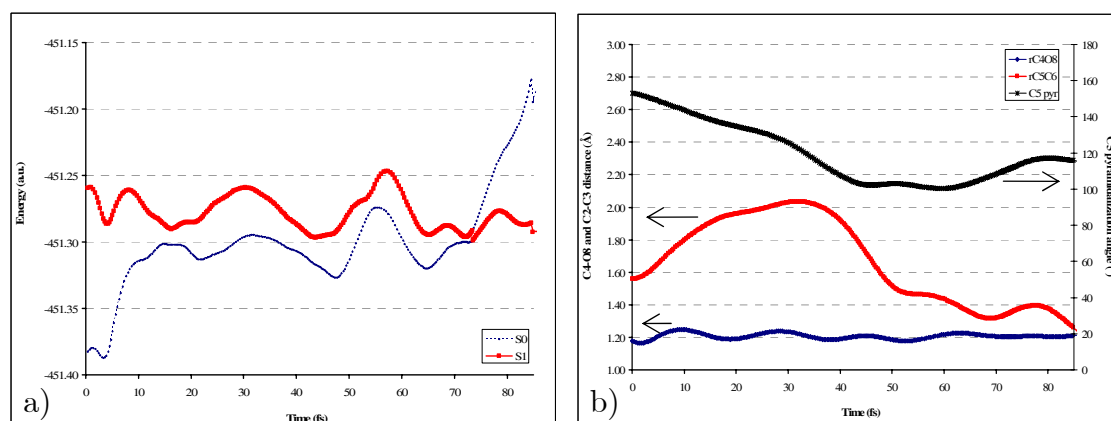 -451.15
-451.20
-451.25
-451.30
-451.35
-451.40
Energy (a.u.)
0 10 20 30 40 50 60 70 80
Time (fs)
S0
S1
a)
3.00
2.80
2.60
2.40
2.20
2.00
1.80
1.60
1.40
1.20
1.00
C4-O8 and C2-C3 distance (Å)
0 10 20 30 40 50 60 70 80
Time (fs)
180
160
140
120
100
80
60
40
20
0
C5 pyramidalization angle (°)
rC4O8
rC5C6
C5 pyr
b)